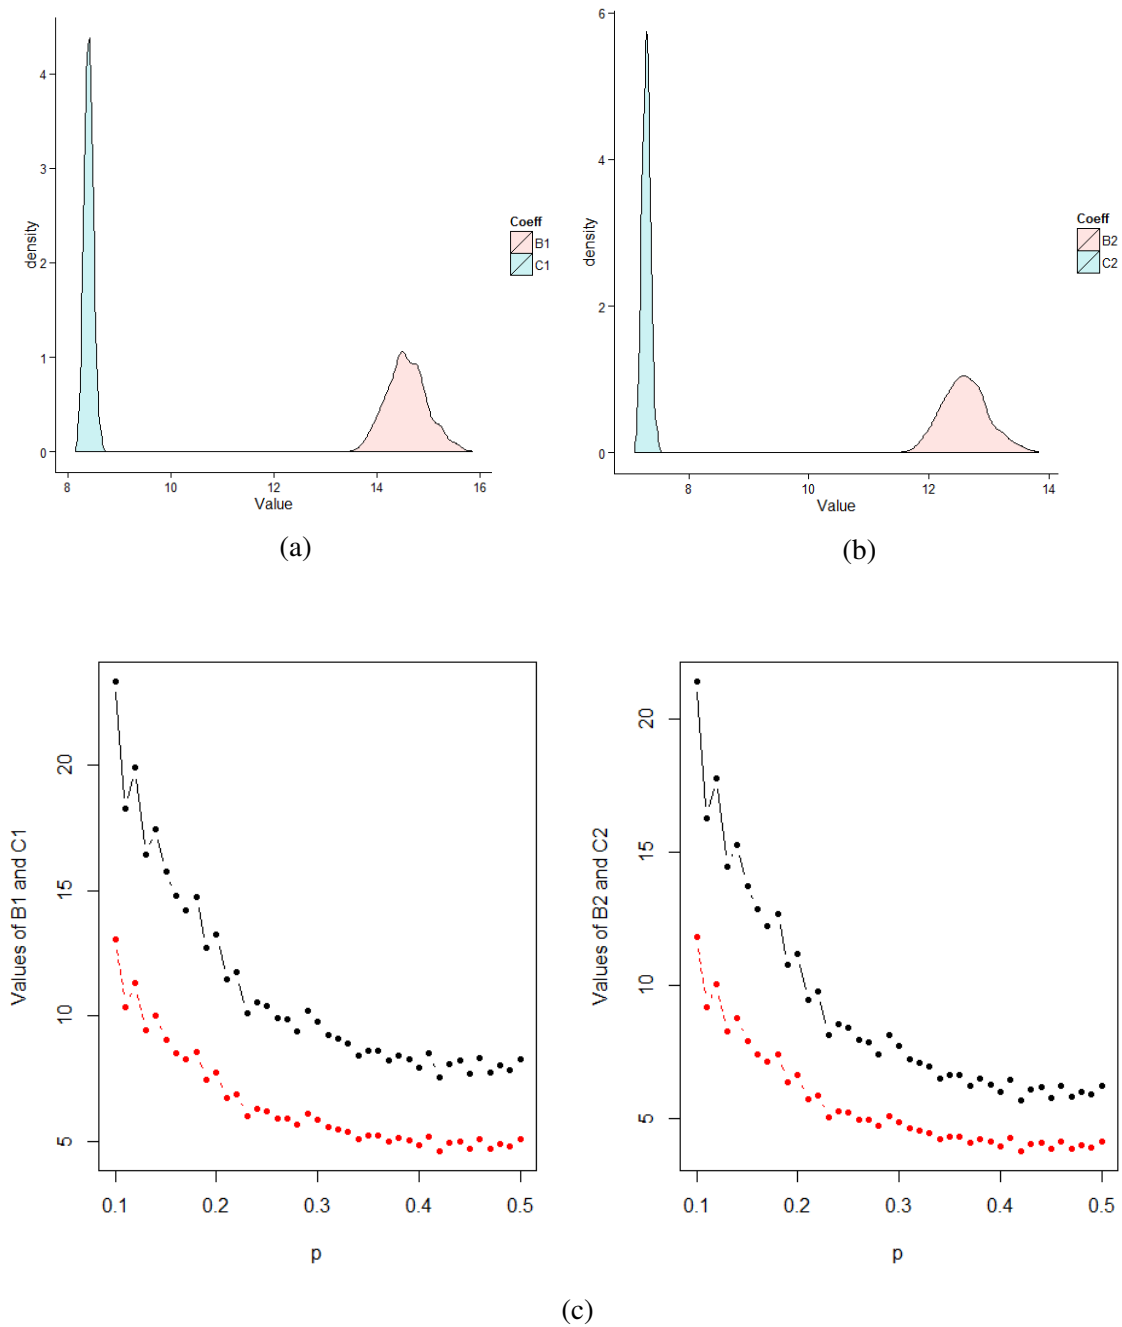 4
3
2
1
0
density
8
10
12
14
16
Value
Coeff
B1
C1
(a)
6
4
2
0
density
8
10
12
14
Value
Coeff
B2
C2
(b)
20
15
10
5
Values of B1 and C1
0.1
0.2
0.3
0.4
0.5
p
20
15
10
5
Values of B2 and C2
0.1
0.2
0.3
0.4
0.5
p
(c)